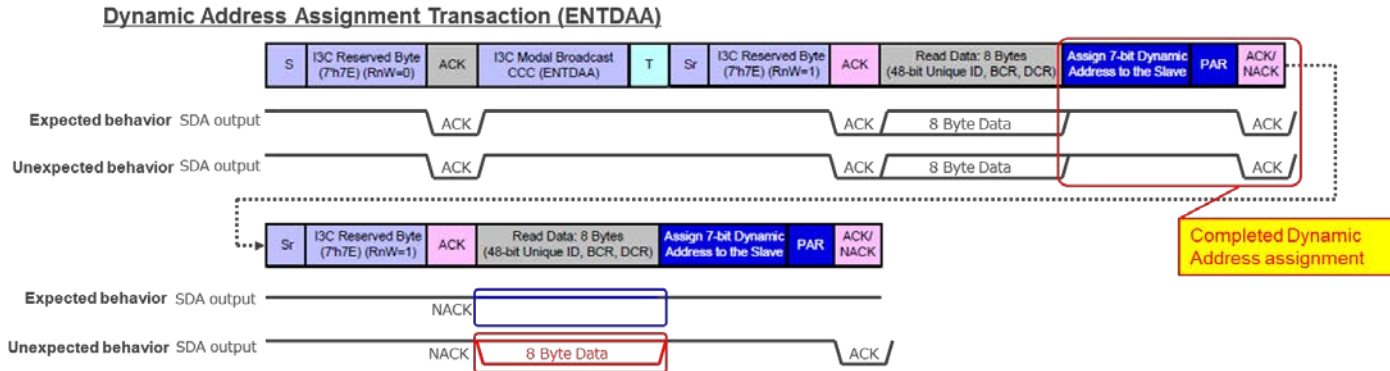 Dynamic Address Assignment Transaction (ENTDAA)
S
I3C Reserved Byte
(7'h7E) (RnW=0)
ACK
I3C Modal Broadcast
CCC (ENTDAA)
T
Sr
I3C Reserved Byte
(7'h7E) (RnW=1)
ACK
Read Data: 8 Bytes
(48-bit Unique ID, BCR, DCR)
Assign 7-bit Dynamic
Address to the Slave
PAR
ACK/
NACK
Expected behavior SDA output
ACK
ACK
8 Byte Data
ACK
Unexpected behavior SDA output
ACK
ACK
8 Byte Data
ACK
Sr
I3C Reserved Byte
(7'h7E) (RnW=1)
ACK
Read Data: 8 Bytes
(48-bit Unique ID, BCR, DCR)
Assign 7-bit Dynamic
Address to the Slave
PAR
ACK/
NACK
Completed Dynamic
Address assignment
Expected behavior SDA output
NACK
Unexpected behavior SDA output
NACK
8 Byte Data
ACK